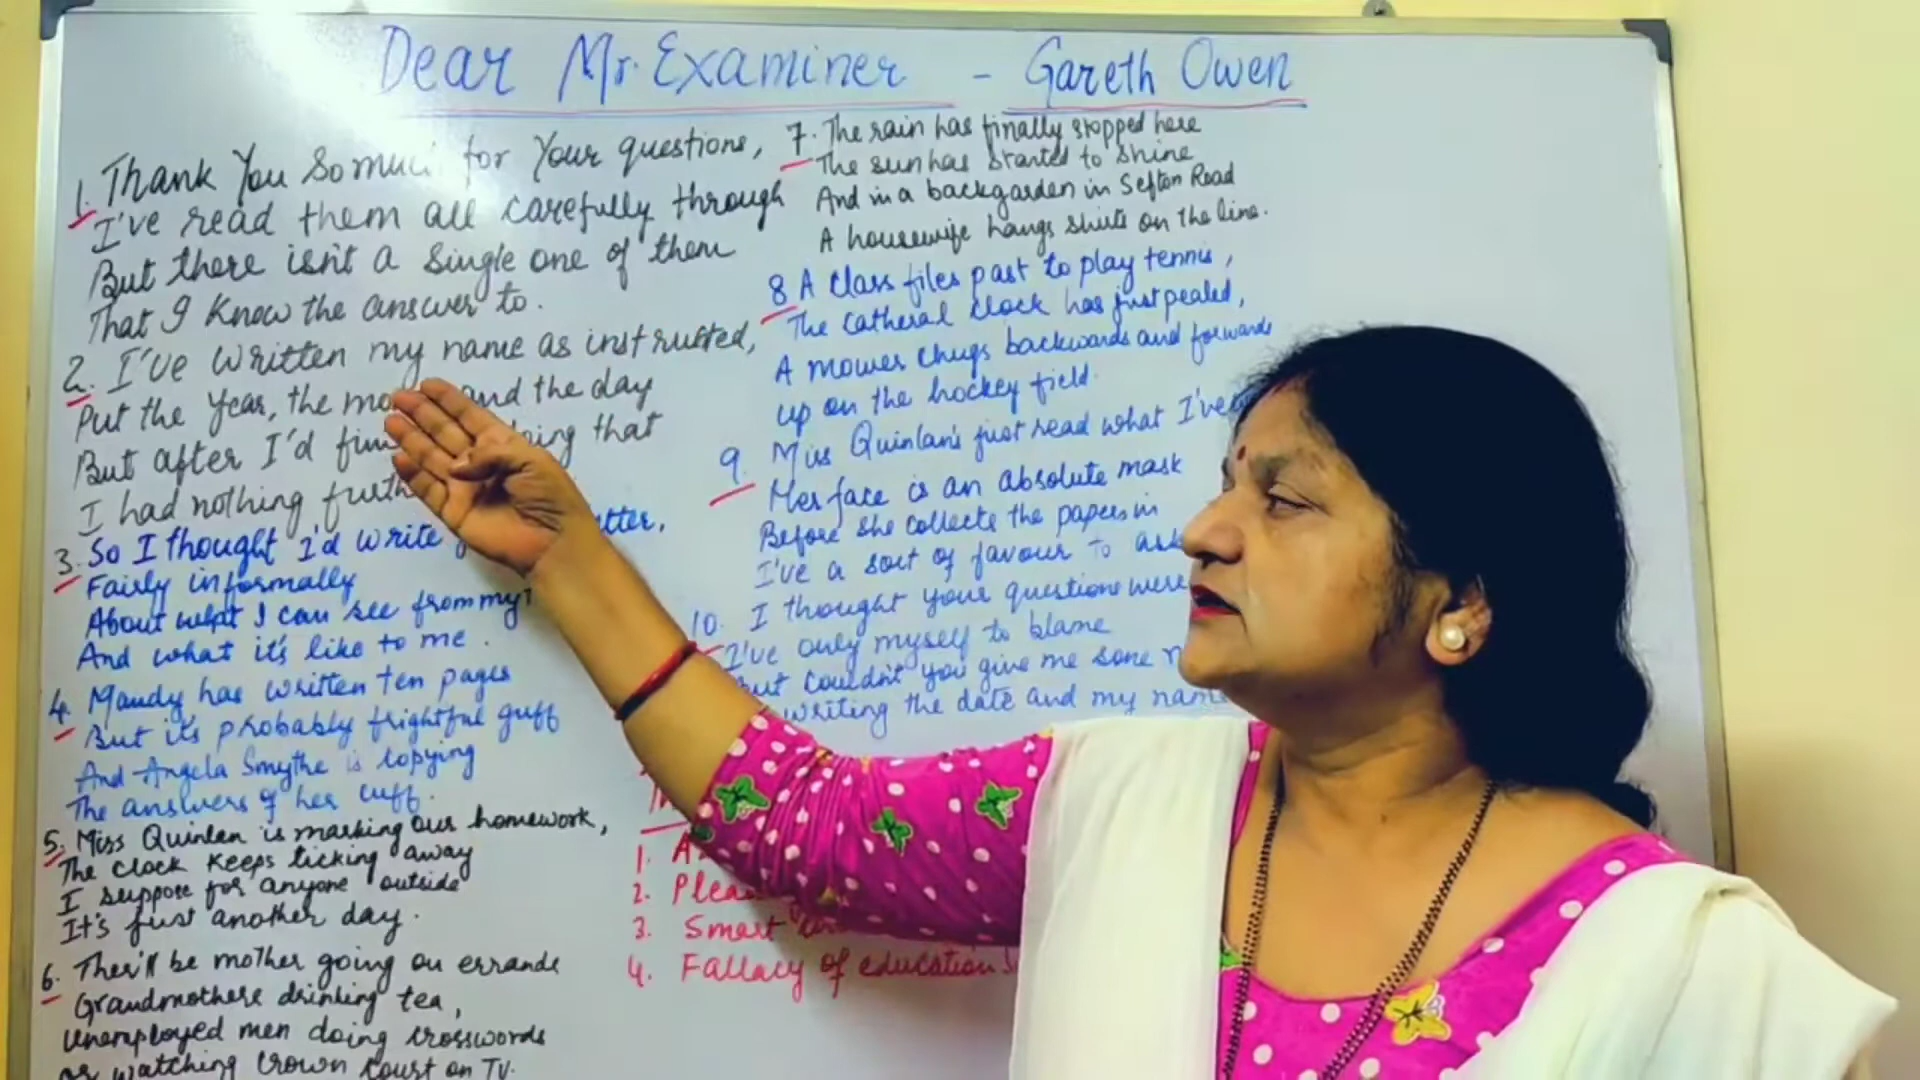 Dear Mr. Examiner - Gareth Owen
1. Thank You So much for Your questions,
I've read them all carefully through
But there isn't a single one of them
That I know the answer to.
2. I've written my name as instructed,
Put the Year, the and the day
But after I'd that
I had nothing
3. So I thought I'd write
Fairly informally
About what I can see from my
And what it's like to me.
4. Mandy has written ten pages
But it's probably frightful guff
And Angela Smythe is copying
The answers of her cuff.
5. Miss Quinlan is marking our homework,
The clock keeps ticking away
I suppose for anyone outside
It's just another day.
6. Ther'll be mother going on errands
Grandmothers drinking tea,
Unemployed men doing crosswords
or watching Crown Court on TV.
7. The rain has finally stopped here
The sun has started to shine
And in a backgarden in Sefton Road
A housewife hangs shirts on the line.
8 A class files past to play tennis,
The catheral clock has just pealed,
A mower chugs backwards and forwards
up on the hockey field.
9. Miss Quinlan's just read what I've
Her face is an absolute mask
Before she collects the papers in
I've a sort of favour to ask
10. I thought your questions were
I've only myself to blame
But couldn't you give me some
writing the date and my name
1.
2.
3. Smart
4. Fallacy of education